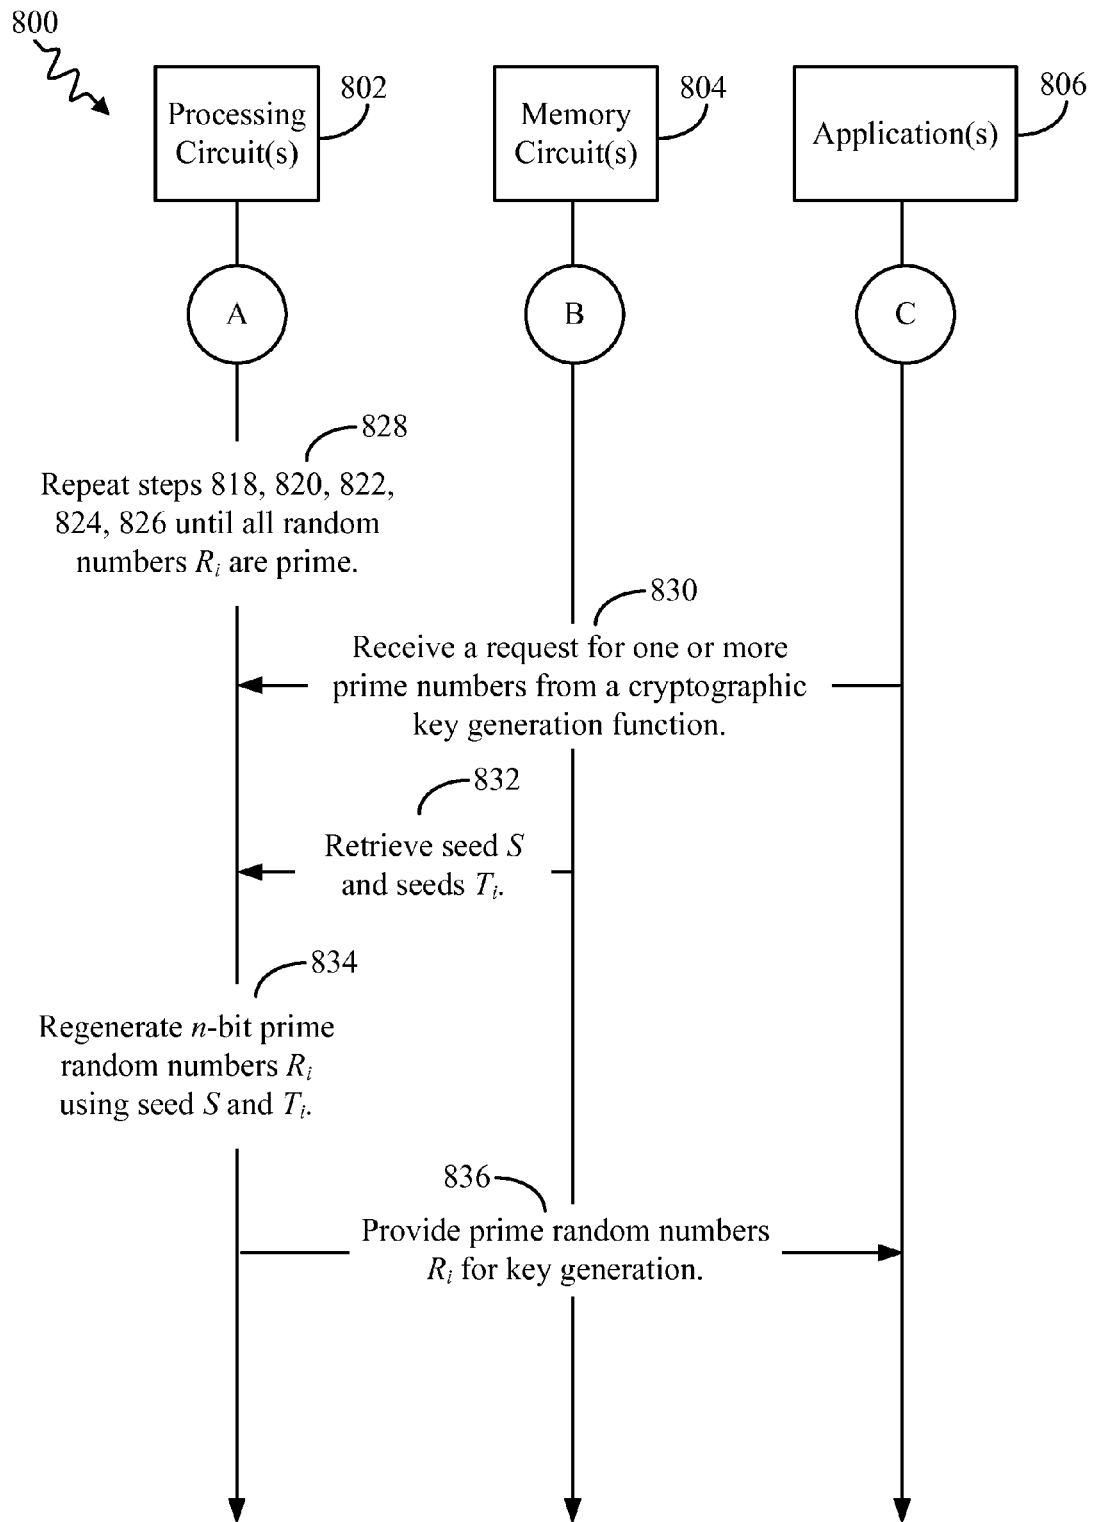 800
802
804
806
Processing
Circuit(s)
Memory
Circuit(s)
Application(s)
A
B
C
828
Repeat steps 818, 820, 822,
824, 826 until all random
numbers Ri are prime.
830
Receive a request for one or more
prime numbers from a cryptographic
key generation function.
832
Retrieve seed S
and seeds Ti.
834
Regenerate n-bit prime
random numbers Ri
using seed S and Ti.
836
Provide prime random numbers
Ri for key generation.